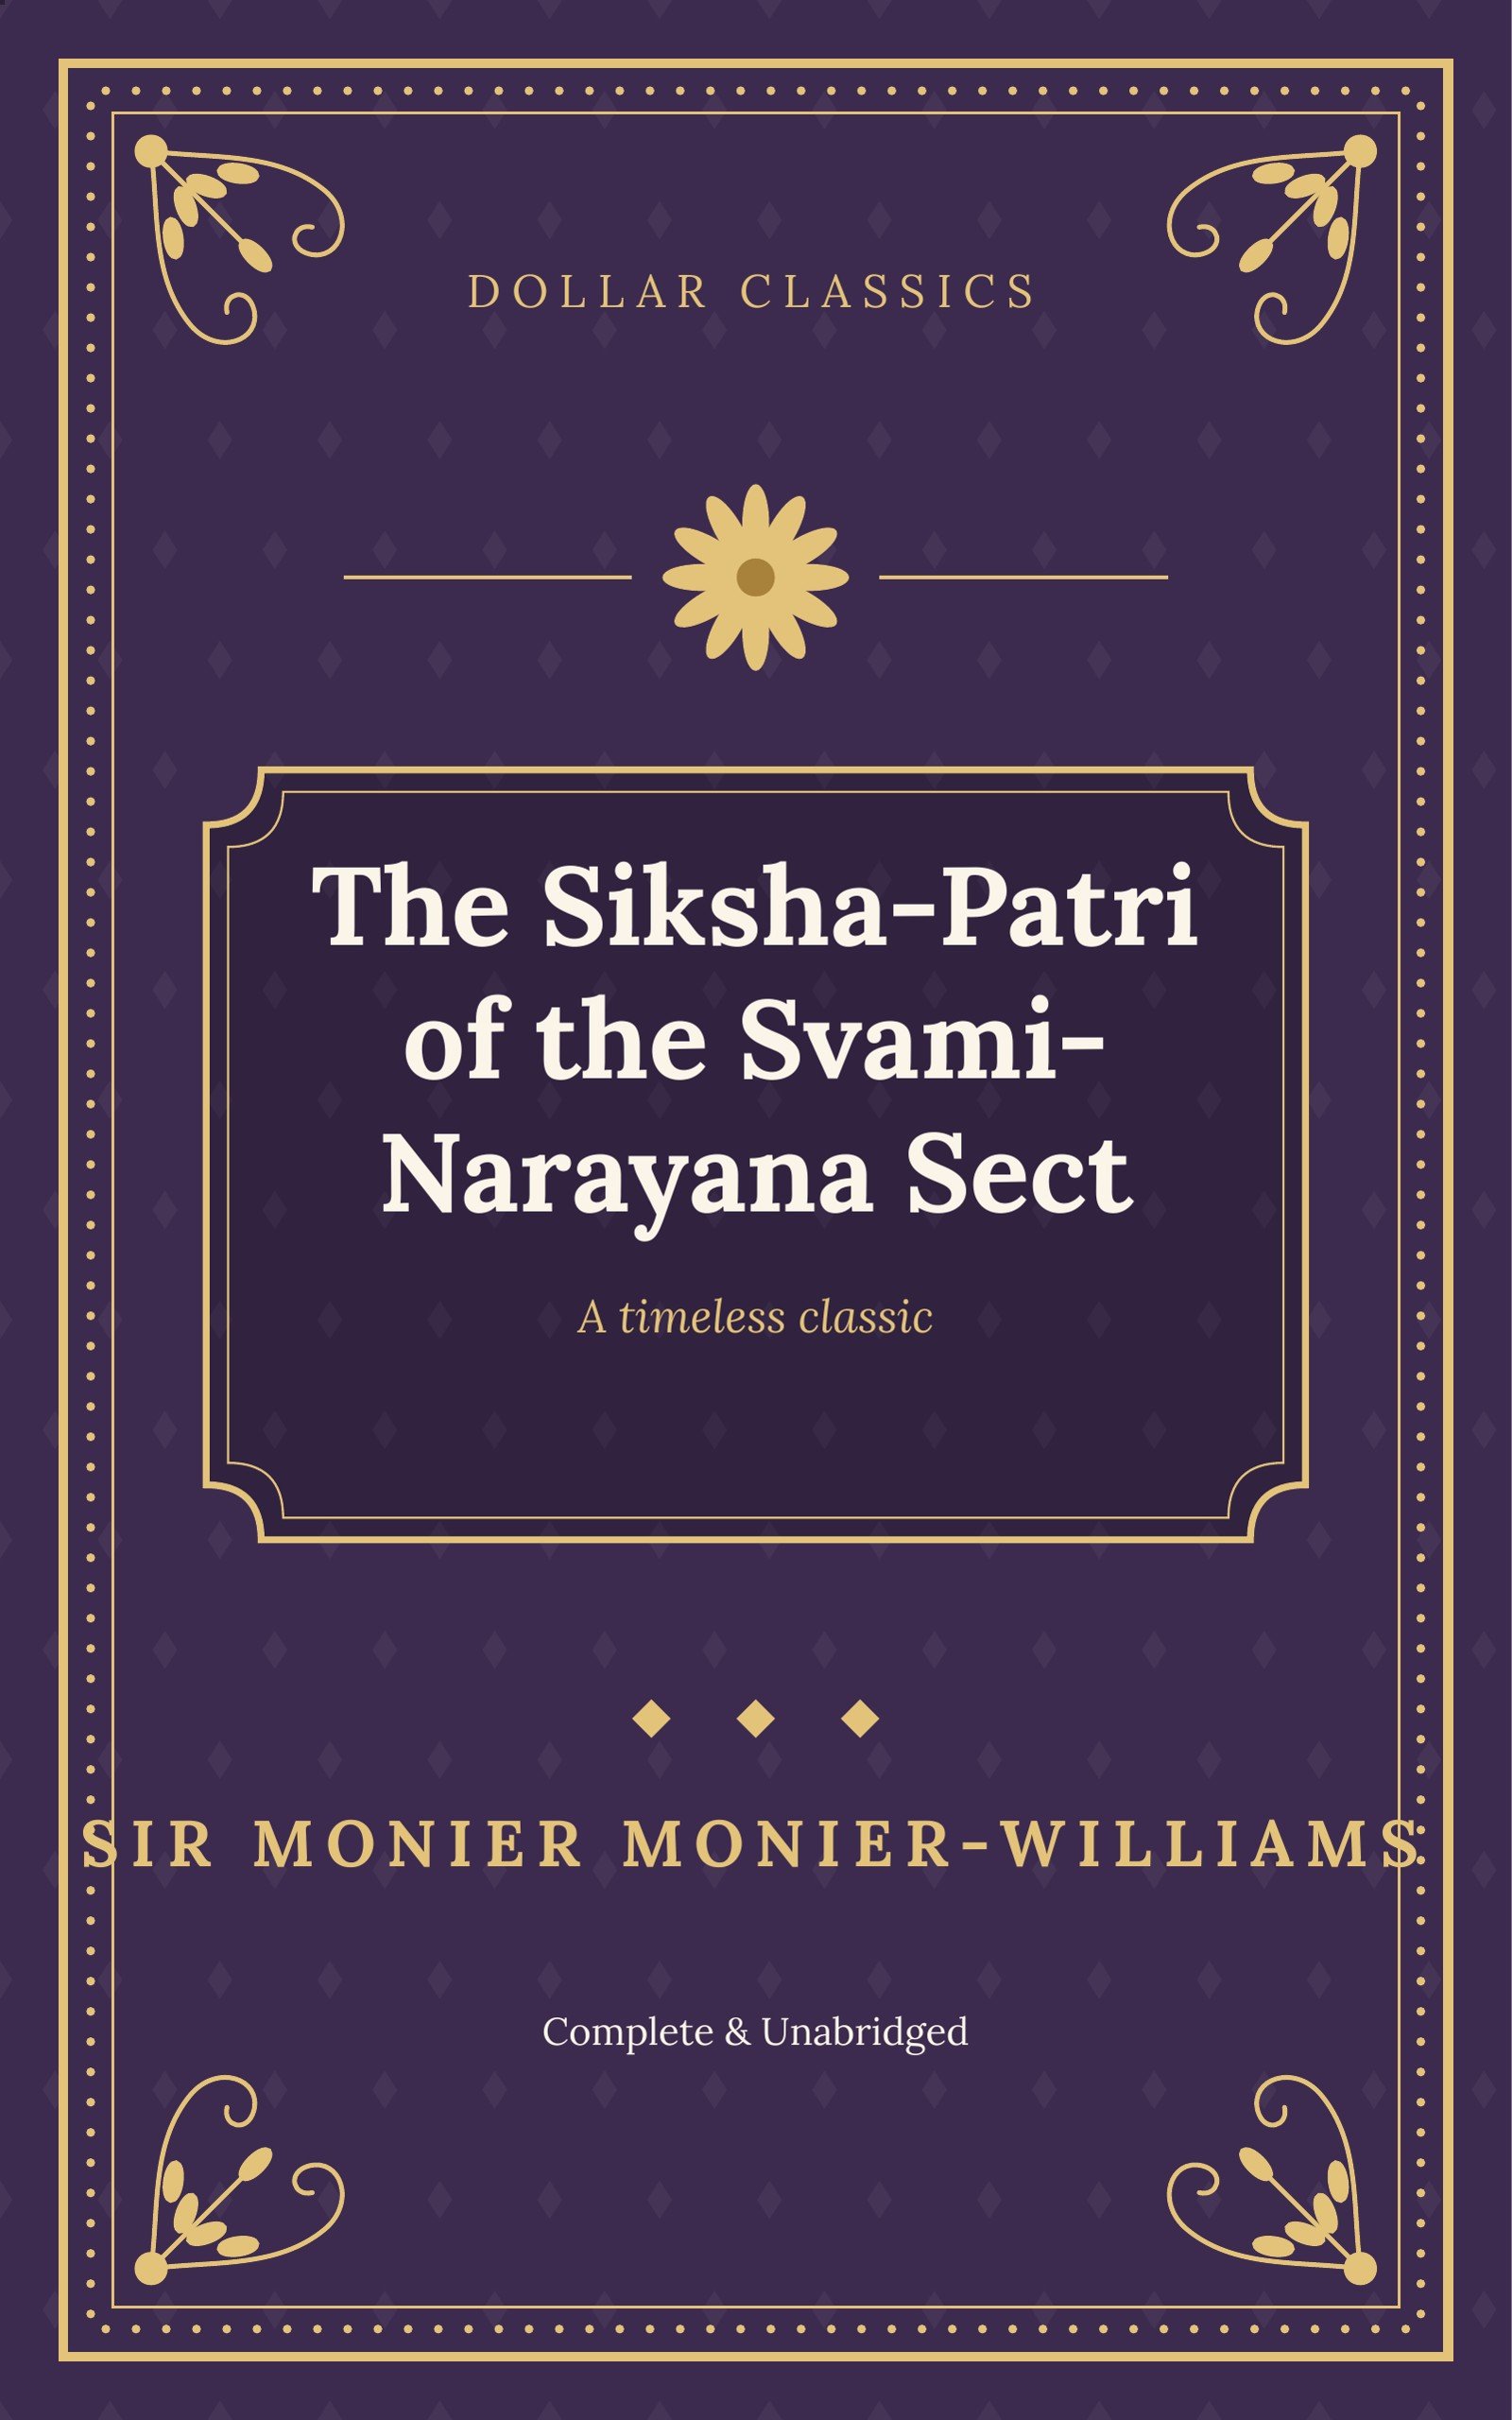 DOLLAR CLASSICS
The Siksha-Patri
of the Svami-
Narayana Sect
A timeless classic
SIR MONIER MONIER-WILLIAMS
Complete & Unabridged